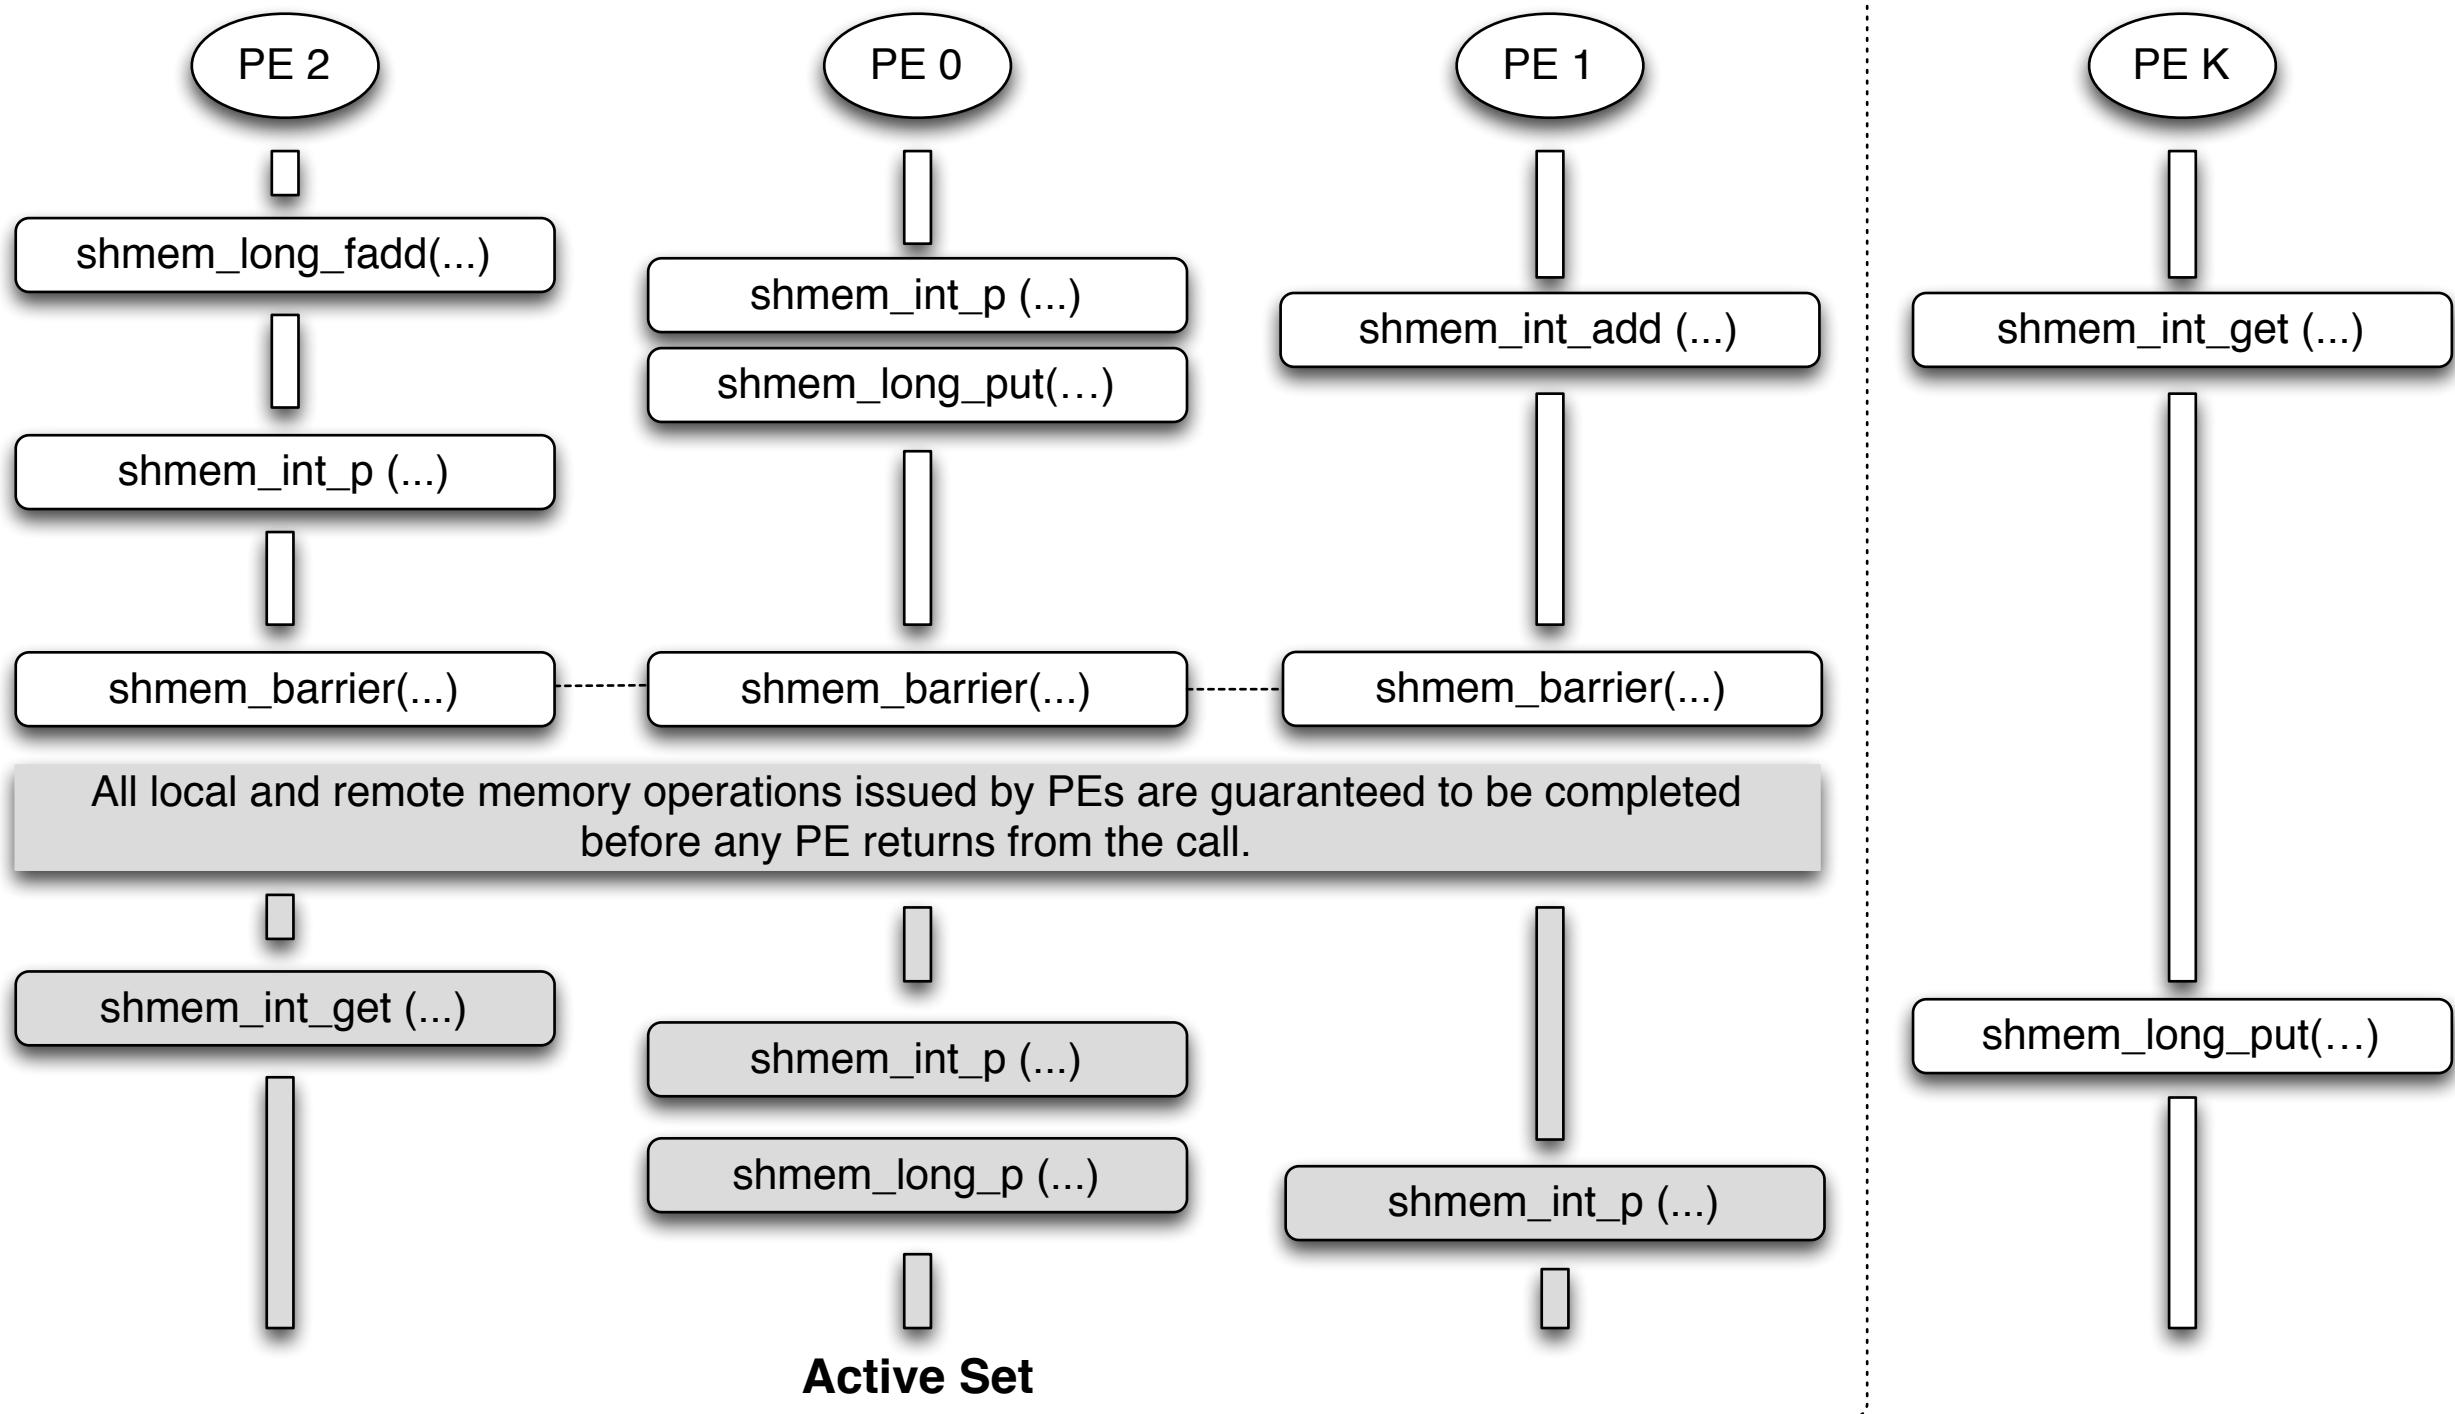 PE 2
PE 0
PE 1
PE K
shmem_long_fadd(...)
shmem_int_p (...)
shmem_int_add (...)
shmem_int_get (...)
shmem_long_put(…)
shmem_int_p (...)
shmem_barrier(...)
shmem_barrier(...)
shmem_barrier(...)
All local and remote memory operations issued by PEs are guaranteed to be completed
before any PE returns from the call.
shmem_int_get (...)
shmem_int_p (...)
shmem_long_put(…)
shmem_long_p (...)
shmem_int_p (...)
Active Set